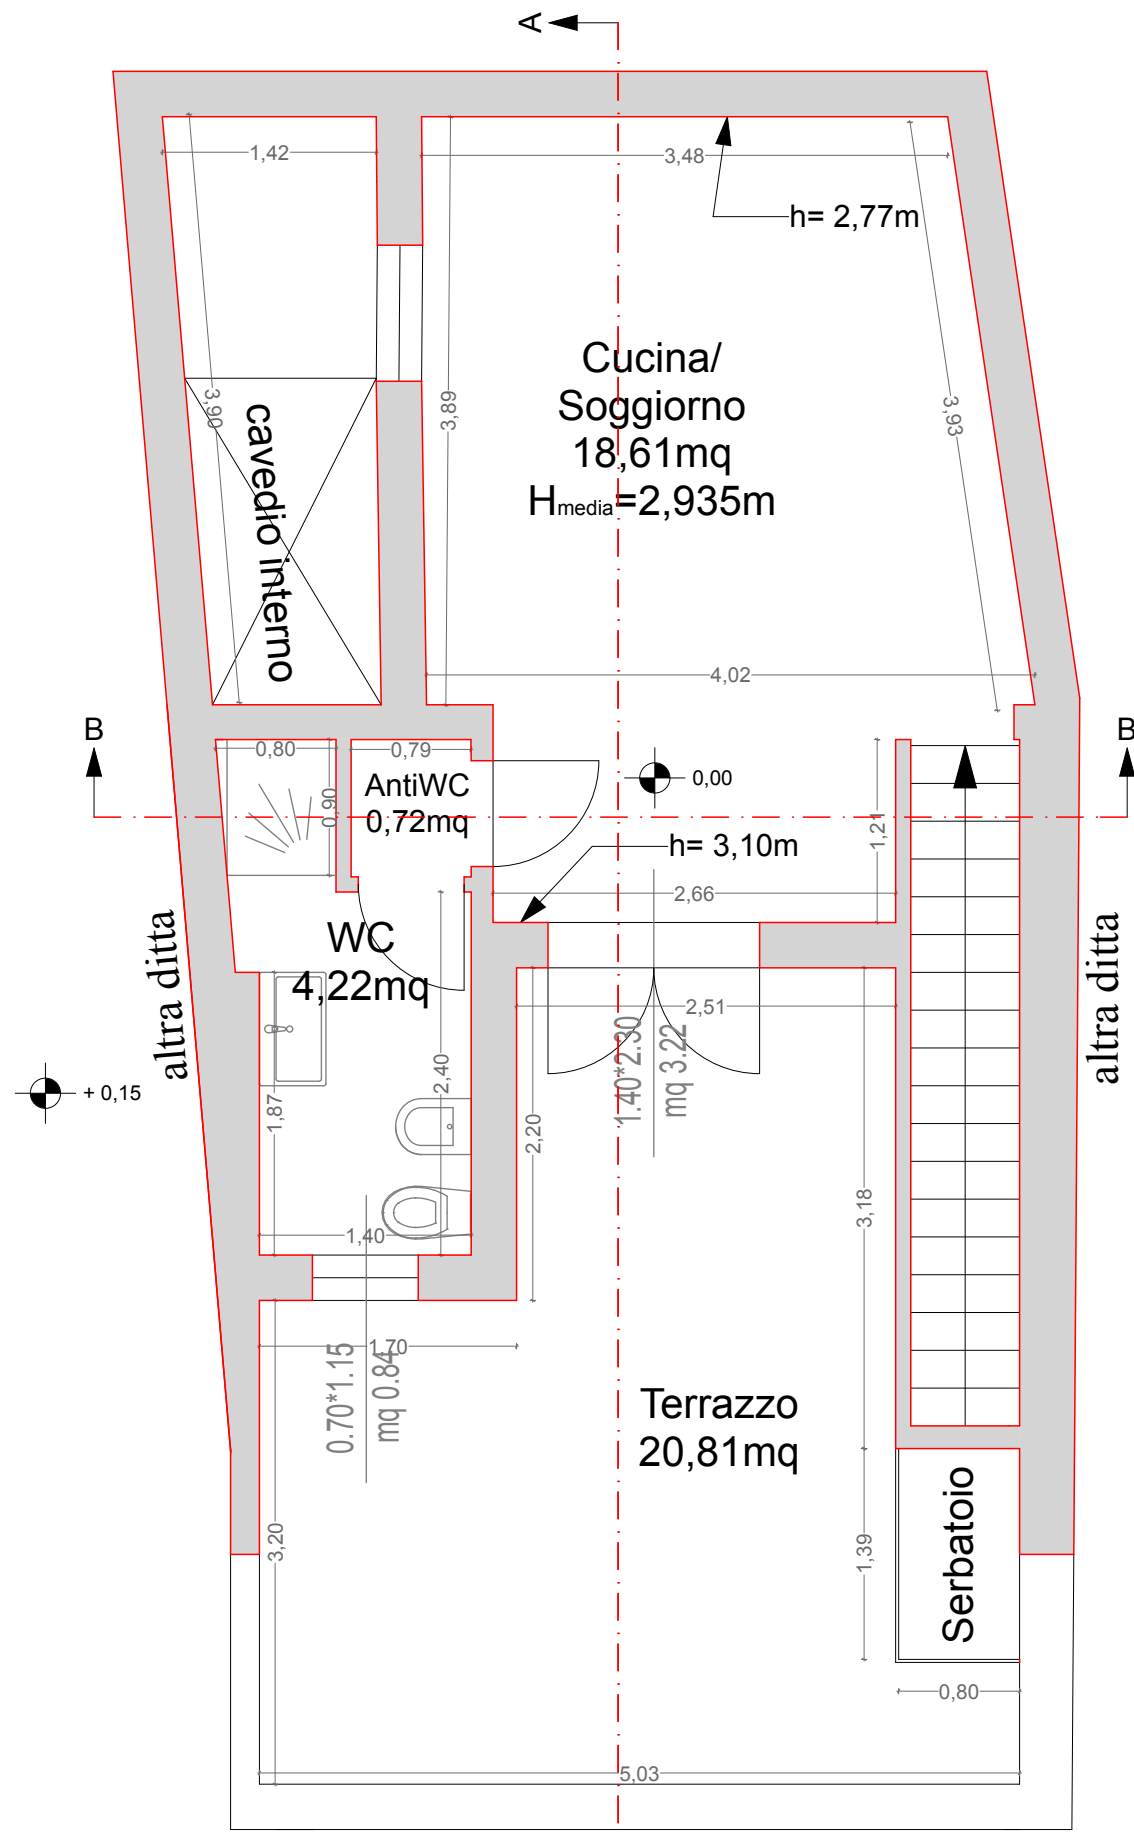 A
1,42
3,48
h= 2,77m
3,90
3,89
3,93
cavedio interno
Cucina/
Soggiorno
18,61mq
Hmedia=2,935m
4,02
B
B
0,80
0,79
AntiWC
0,72mq
0,90
0,00
1,21
h= 3,10m
2,66
WC
4,22mq
altra ditta
altra ditta
2,51
1.40*2.30
mq 3.22
+ 0,15
2,40
1,87
2,20
3,18
1,40
1,70
0.70*1.15
mq 0.84
Terrazzo
20,81mq
3,20
1,39
Serbatoio
0,80
5,03